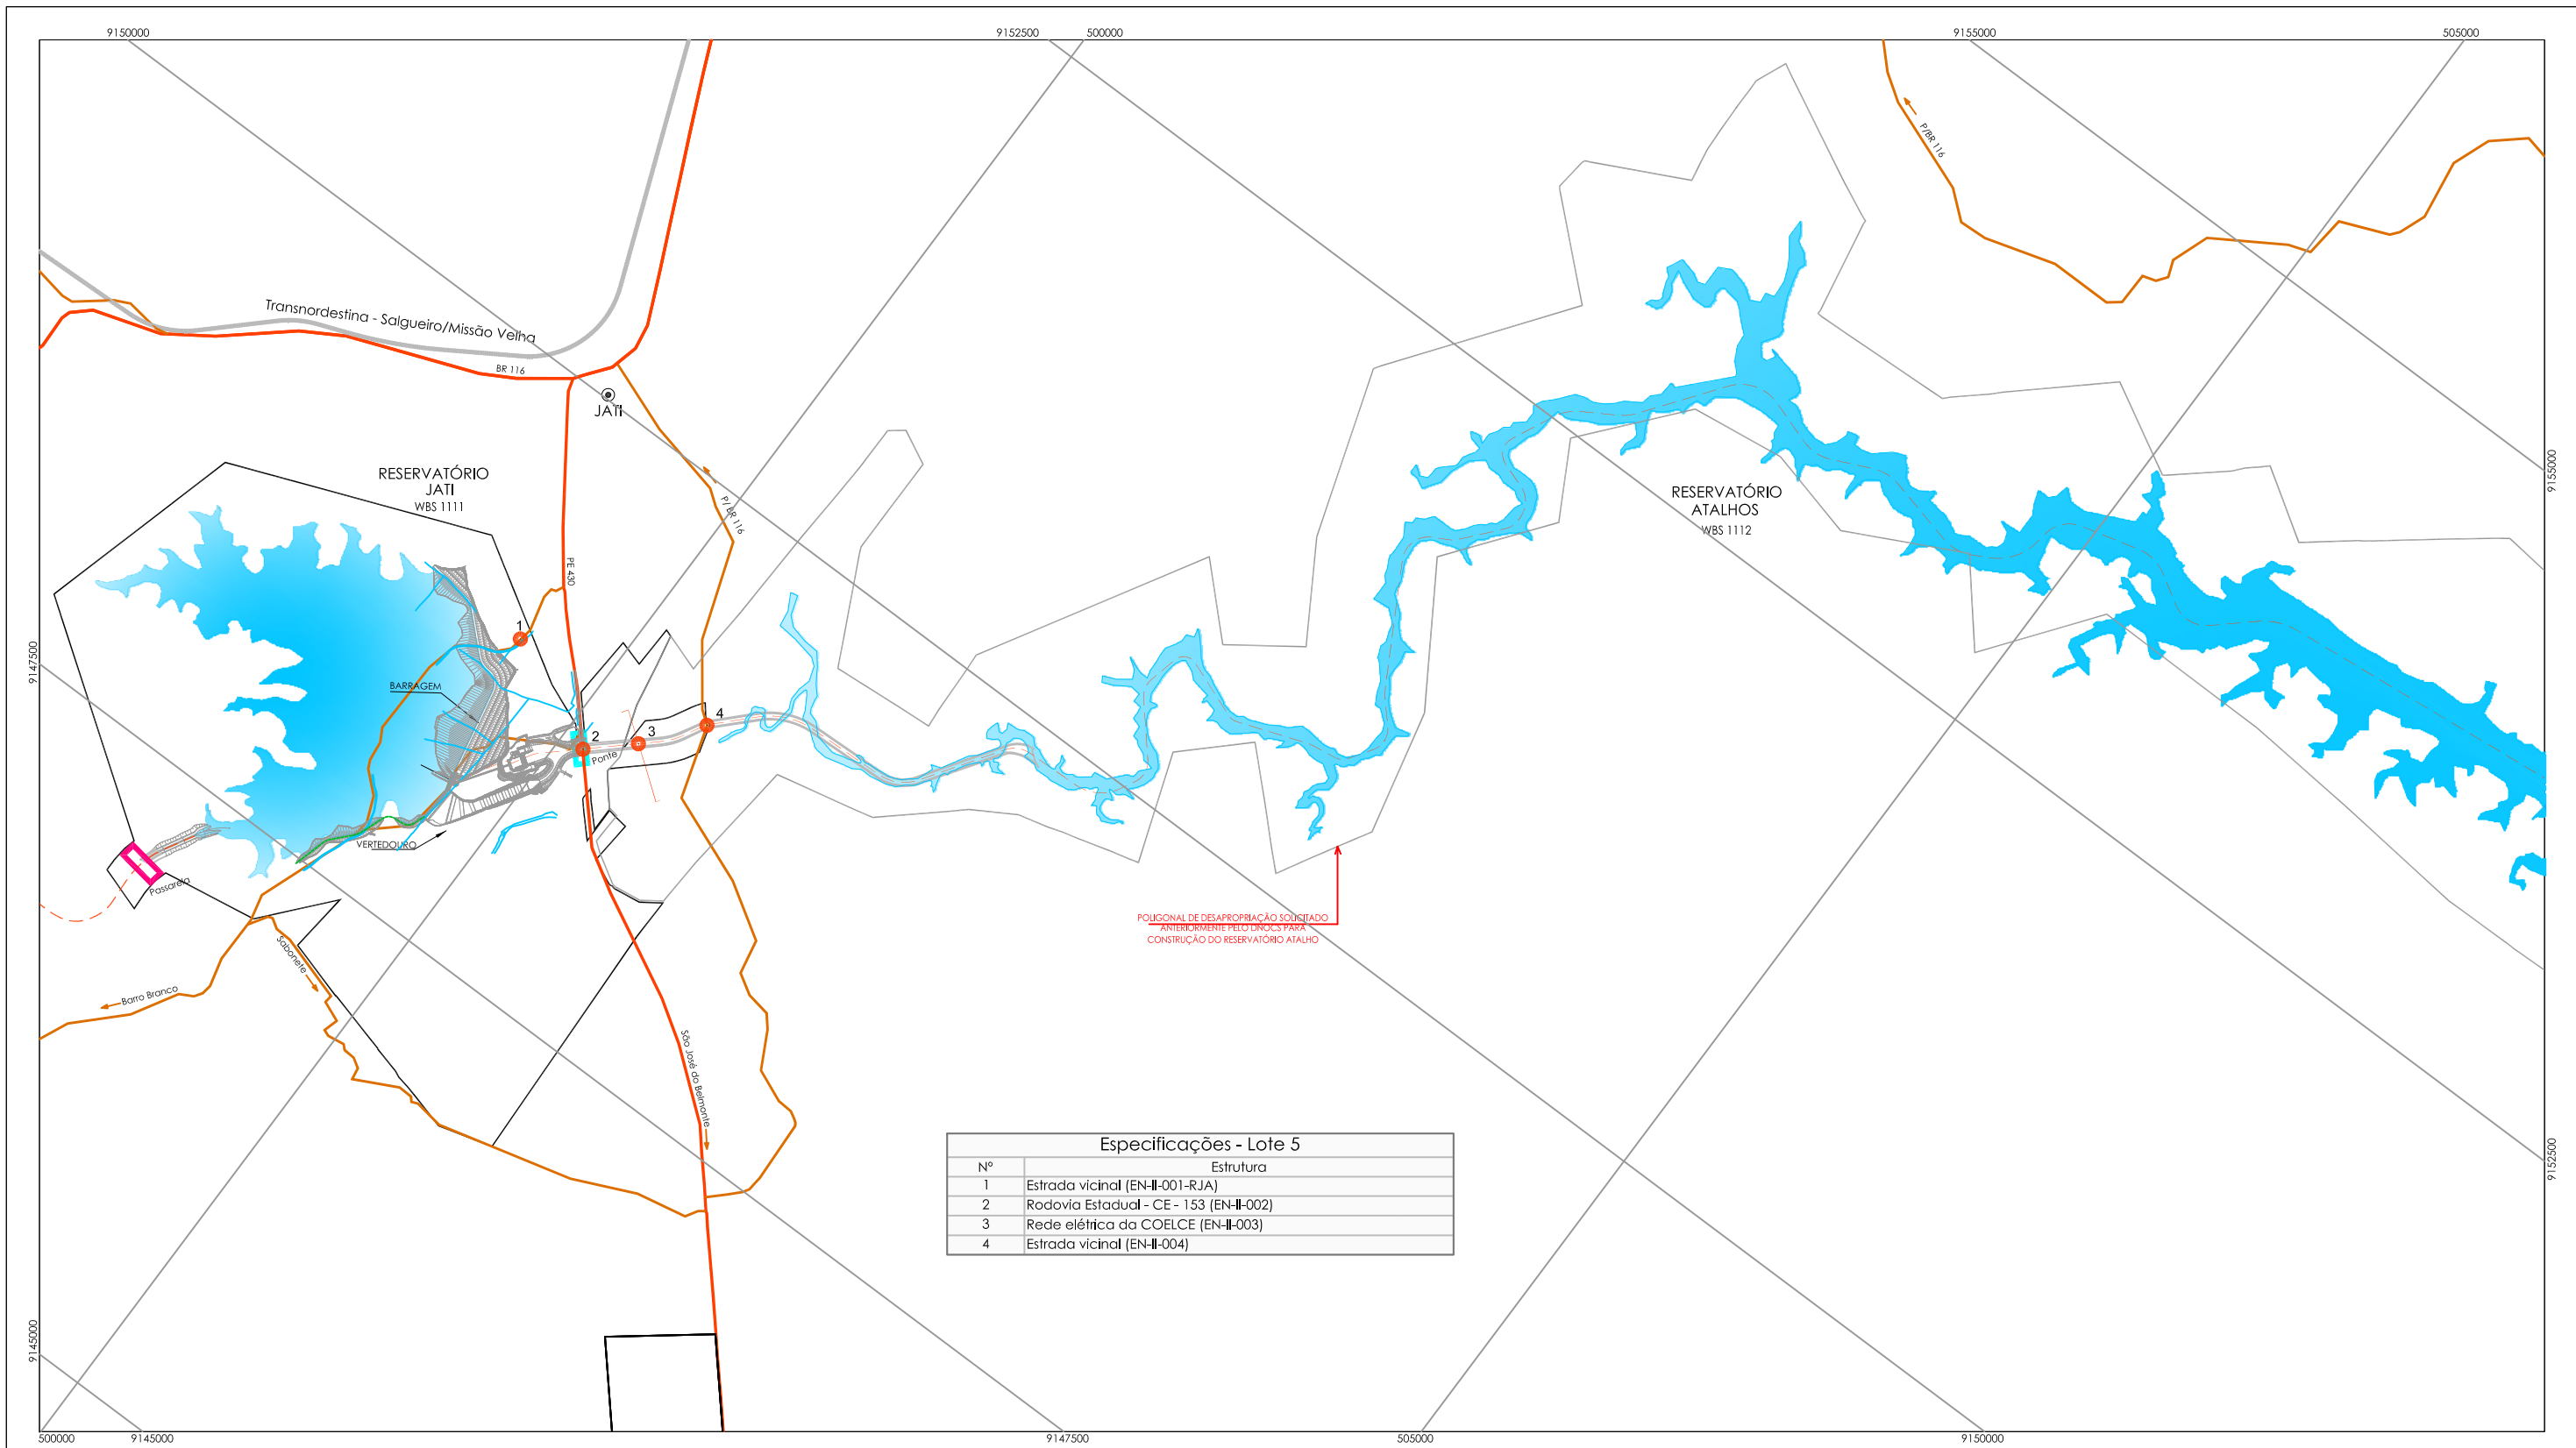 9150000
9152500
500000
9155000
505000
P/BR 116
Transnordestina - Salgueiro/Missão Velha
BR 116
JATI
RESERVATÓRIO
JATI
WBS 1111
P/ BR 116
RESERVATÓRIO
ATALHOS
WBS 1112
9155000
PE 430
1
9147500
BARRAGEM
4
3
2
Ponte
VERTEDOURO
Passarela
POLIGONAL DE DESAPROPRIAÇÃO SOLICITADO
ANTERIORMENTE PELO DNOCS PARA
CONSTRUÇÃO DO RESERVATÓRIO ATALHO
Sabonete
Barro Branco
São José do Belmonte
Especificações - Lote 5
Nº Estrutura
1 Estrada vicinal (EN-II-001-RJA)
2 Rodovia Estadual - CE - 153 (EN-II-002)
3 Rede elétrica da COELCE (EN-II-003)
4 Estrada vicinal (EN-II-004)
9152500
9145000
500000
9145000
9147500
505000
9150000